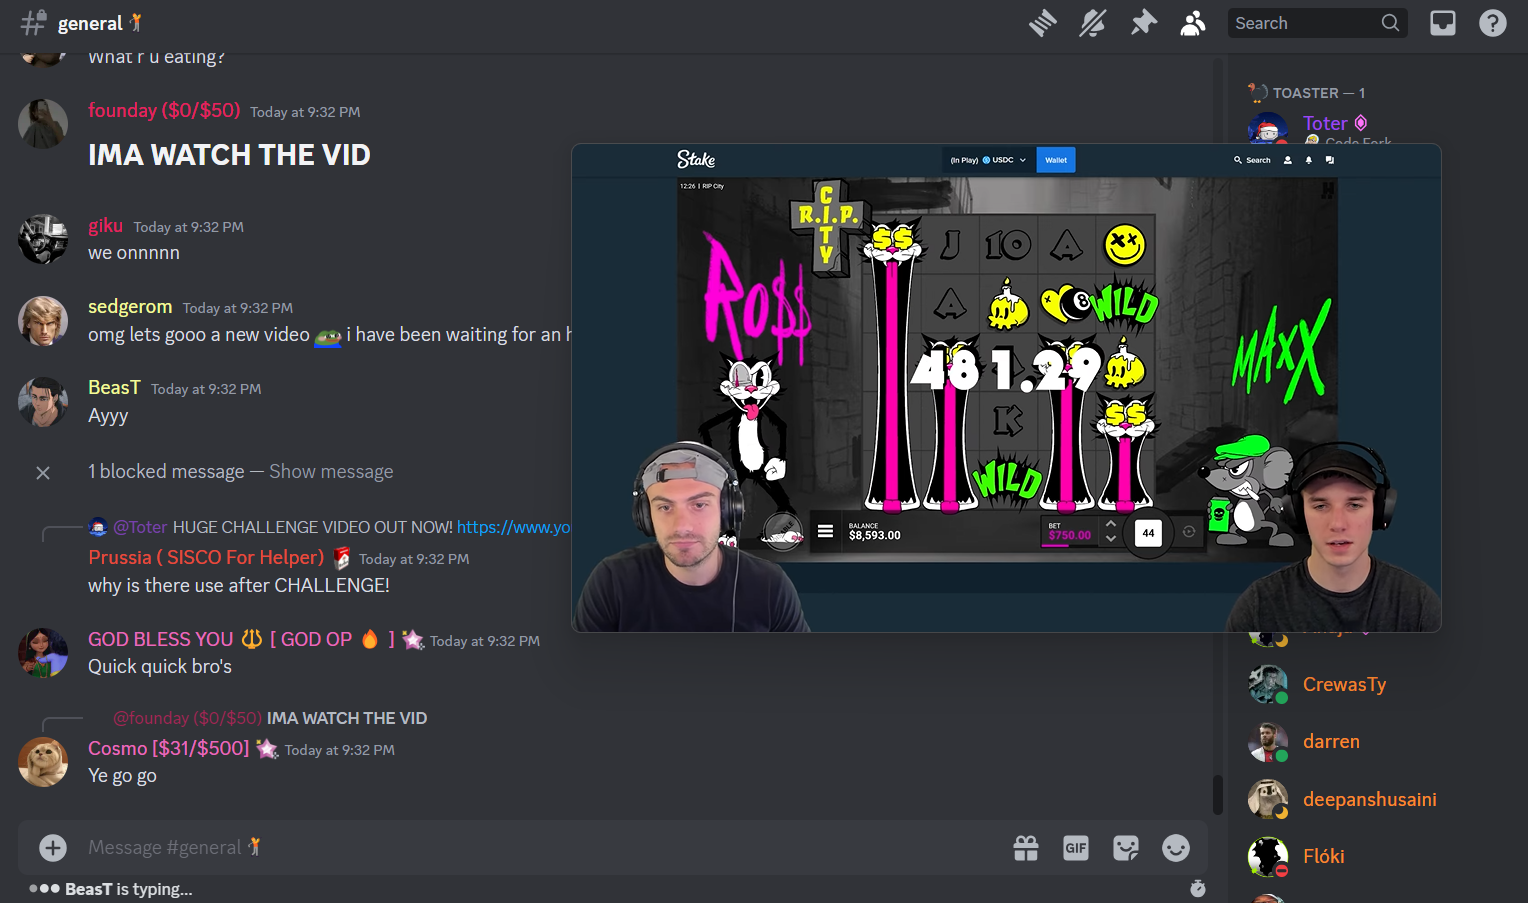 general
Search
What r u eating?
founday ($0/$50) Today at 9:32 PM
IMA WATCH THE VID
giku Today at 9:32 PM
we onnnnn
sedgerom Today at 9:32 PM
omg lets gooo a new video i have been waiting for an h
BeasT Today at 9:32 PM
Ayyy
1 blocked message — Show message
@Toter HUGE CHALLENGE VIDEO OUT NOW! https://www.yo
Prussia ( SISCO For Helper) Today at 9:32 PM
why is there use after CHALLENGE!
GOD BLESS YOU [ GOD OP ] Today at 9:32 PM
Quick quick bro's
@founday ($0/$50) IMA WATCH THE VID
Cosmo [$31/$500] Today at 9:32 PM
Ye go go
Message #general
GIF
BeasT is typing...
Stake
(In Play) USDC
Wallet
Search
12:26 | RIP City
R.I.P.
CITY
RO$$
MAXX
$$
J 10 A
A
8
WILD
481.29
K
$$
WILD
BALANCE
$8,593.00
BET
$750.00
44
TOASTER — 1
Toter
Code Fork
CrewasTy
darren
deepanshusaini
Flóki